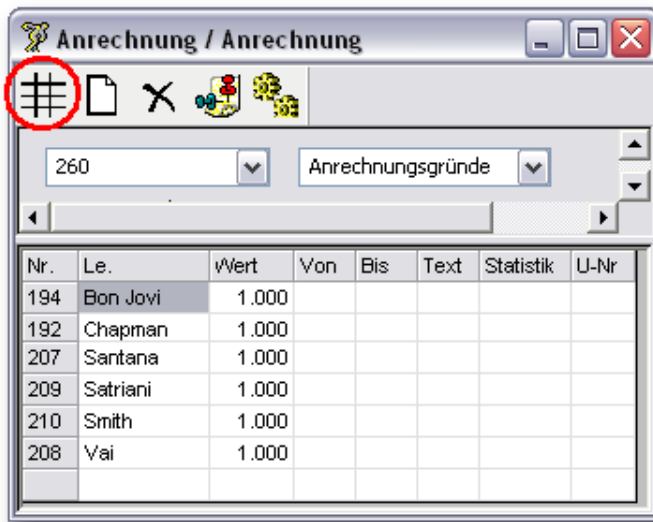 Anrechnung / Anrechnung
260 Anrechnungsgründe
Nr. Le. Wert Von Bis Text Statistik U-Nr
194 Bon Jovi 1.000
192 Chapman 1.000
207 Santana 1.000
209 Satriani 1.000
210 Smith 1.000
208 Vai 1.000